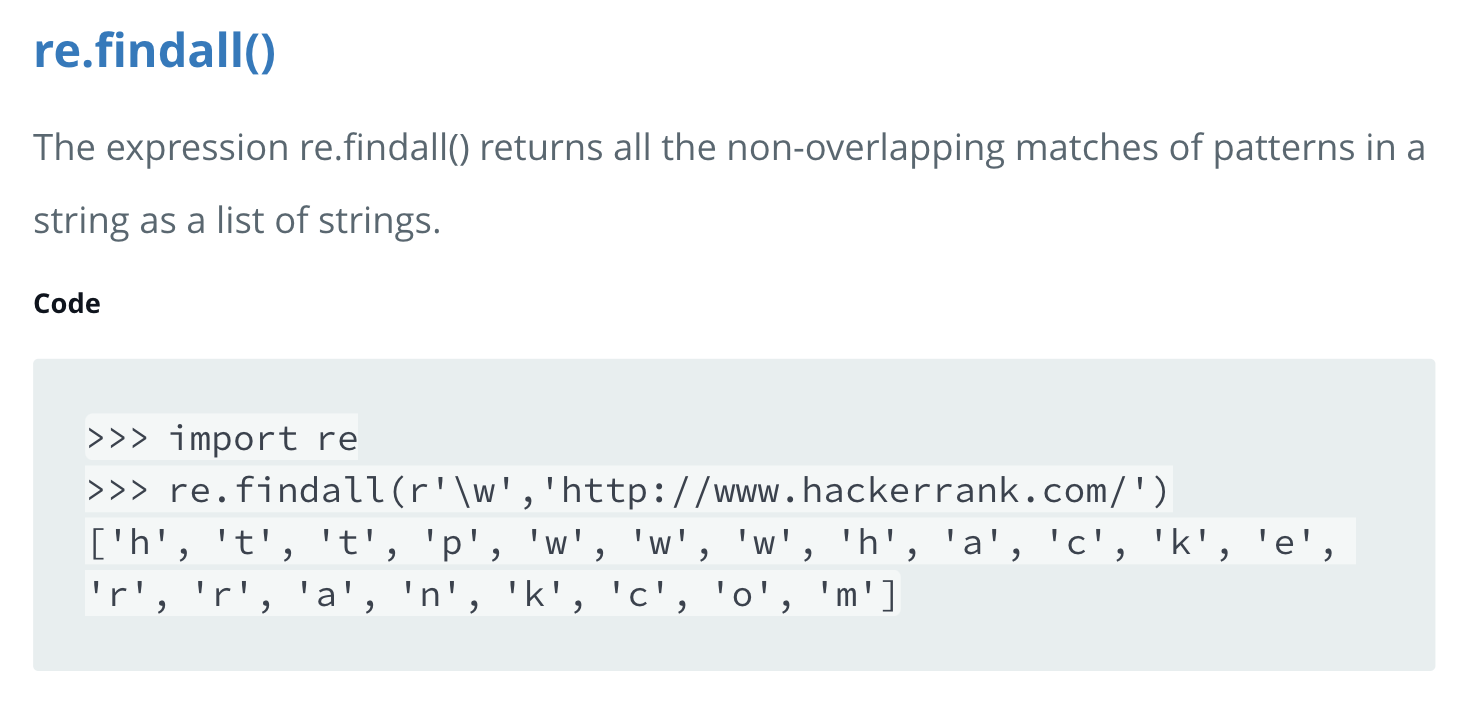 re.findall()
The expression re.findall() returns all the non-overlapping matches of patterns in a
string as a list of strings.
Code
>>> import re
>>> re.findall(r'\w','http://www.hackerrank.com/')
['h', 't', 't', 'p', 'w', 'w', 'w', 'h', 'a', 'c', 'k', 'e',
'r', 'r', 'a', 'n', 'k', 'c', 'o', 'm']